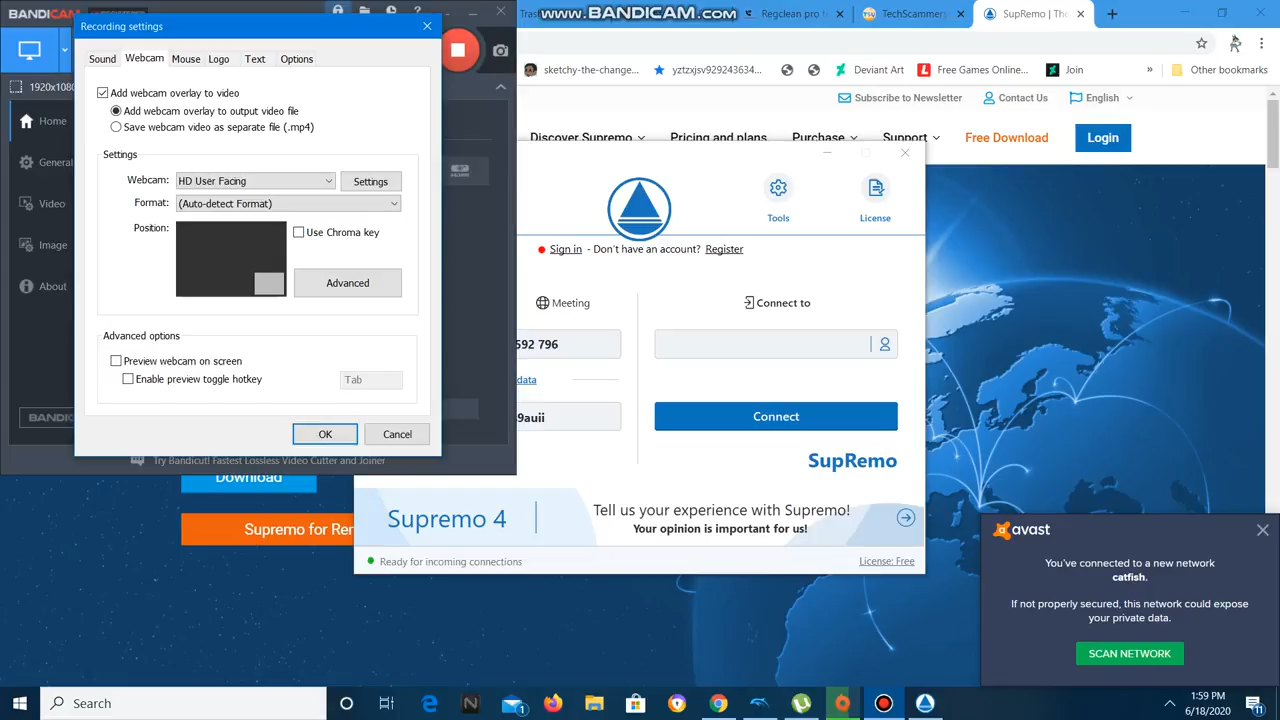 Recording settings
BANDICAM
?
www.BANDICAM.com
Regclean pro
TechScammer
SupRemo | The
Sound
Webcam
Mouse
Logo
Text
Options
1920x1080
Add webcam overlay to video
Add webcam overlay to output video file
Save webcam video as separate file (.mp4)
Home
General
Video
Image
About
Settings
Webcam:
HD User Facing
Settings
Format:
(Auto-detect Format)
Position:
Use Chroma key
Advanced
Advanced options
Preview webcam on screen
Enable preview toggle hotkey
Tab
OK
Cancel
BANDIC
Try Bandicut! Fastest Lossless Video Cutter and Joiner
sketchy-the-change...
yztzxjsv929243634...
Deviant Art
Free Games Online...
Join
»
Other bookmarks
Subscribe to Newsletter
Contact Us
English
Discover Supremo
Pricing and plans
Purchase
Support
Free Download
Login
Tools
License
Sign in - Don't have an account? Register
Meeting
Connect to
592 796
data
9auii
Connect
SupRemo
Download
Supremo for Rem
Supremo 4
Tell us your experience with Supremo!
Your opinion is important for us!
Ready for incoming connections
License: Free
avast
You've connected to a new network
catfish.
If not properly secured, this network could expose
your private data.
SCAN NETWORK
Search
N
1
1:59 PM
6/18/2020
11